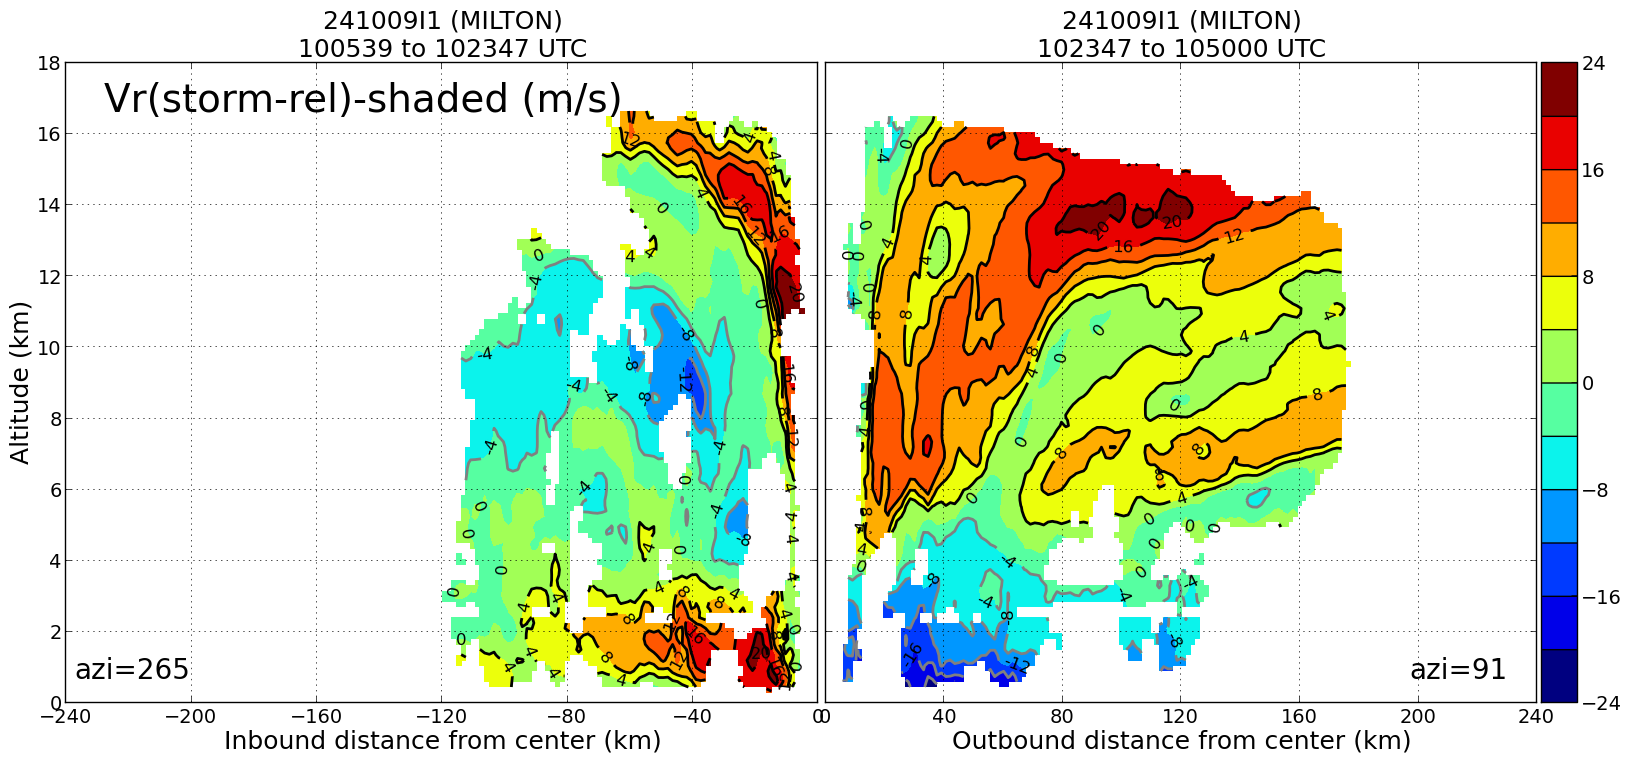 241009I1 (MILTON)
100539 to 102347 UTC
241009I1 (MILTON)
102347 to 105000 UTC
Vr(storm-rel)-shaded (m/s)
azi=265
azi=91
Altitude (km)
18
16
14
12
10
8
6
4
2
0
−240 −200 −160 −120 −80 −40 0
0 40 80 120 160 200 240
Inbound distance from center (km)
Outbound distance from center (km)
24
16
8
0
−8
−16
−24